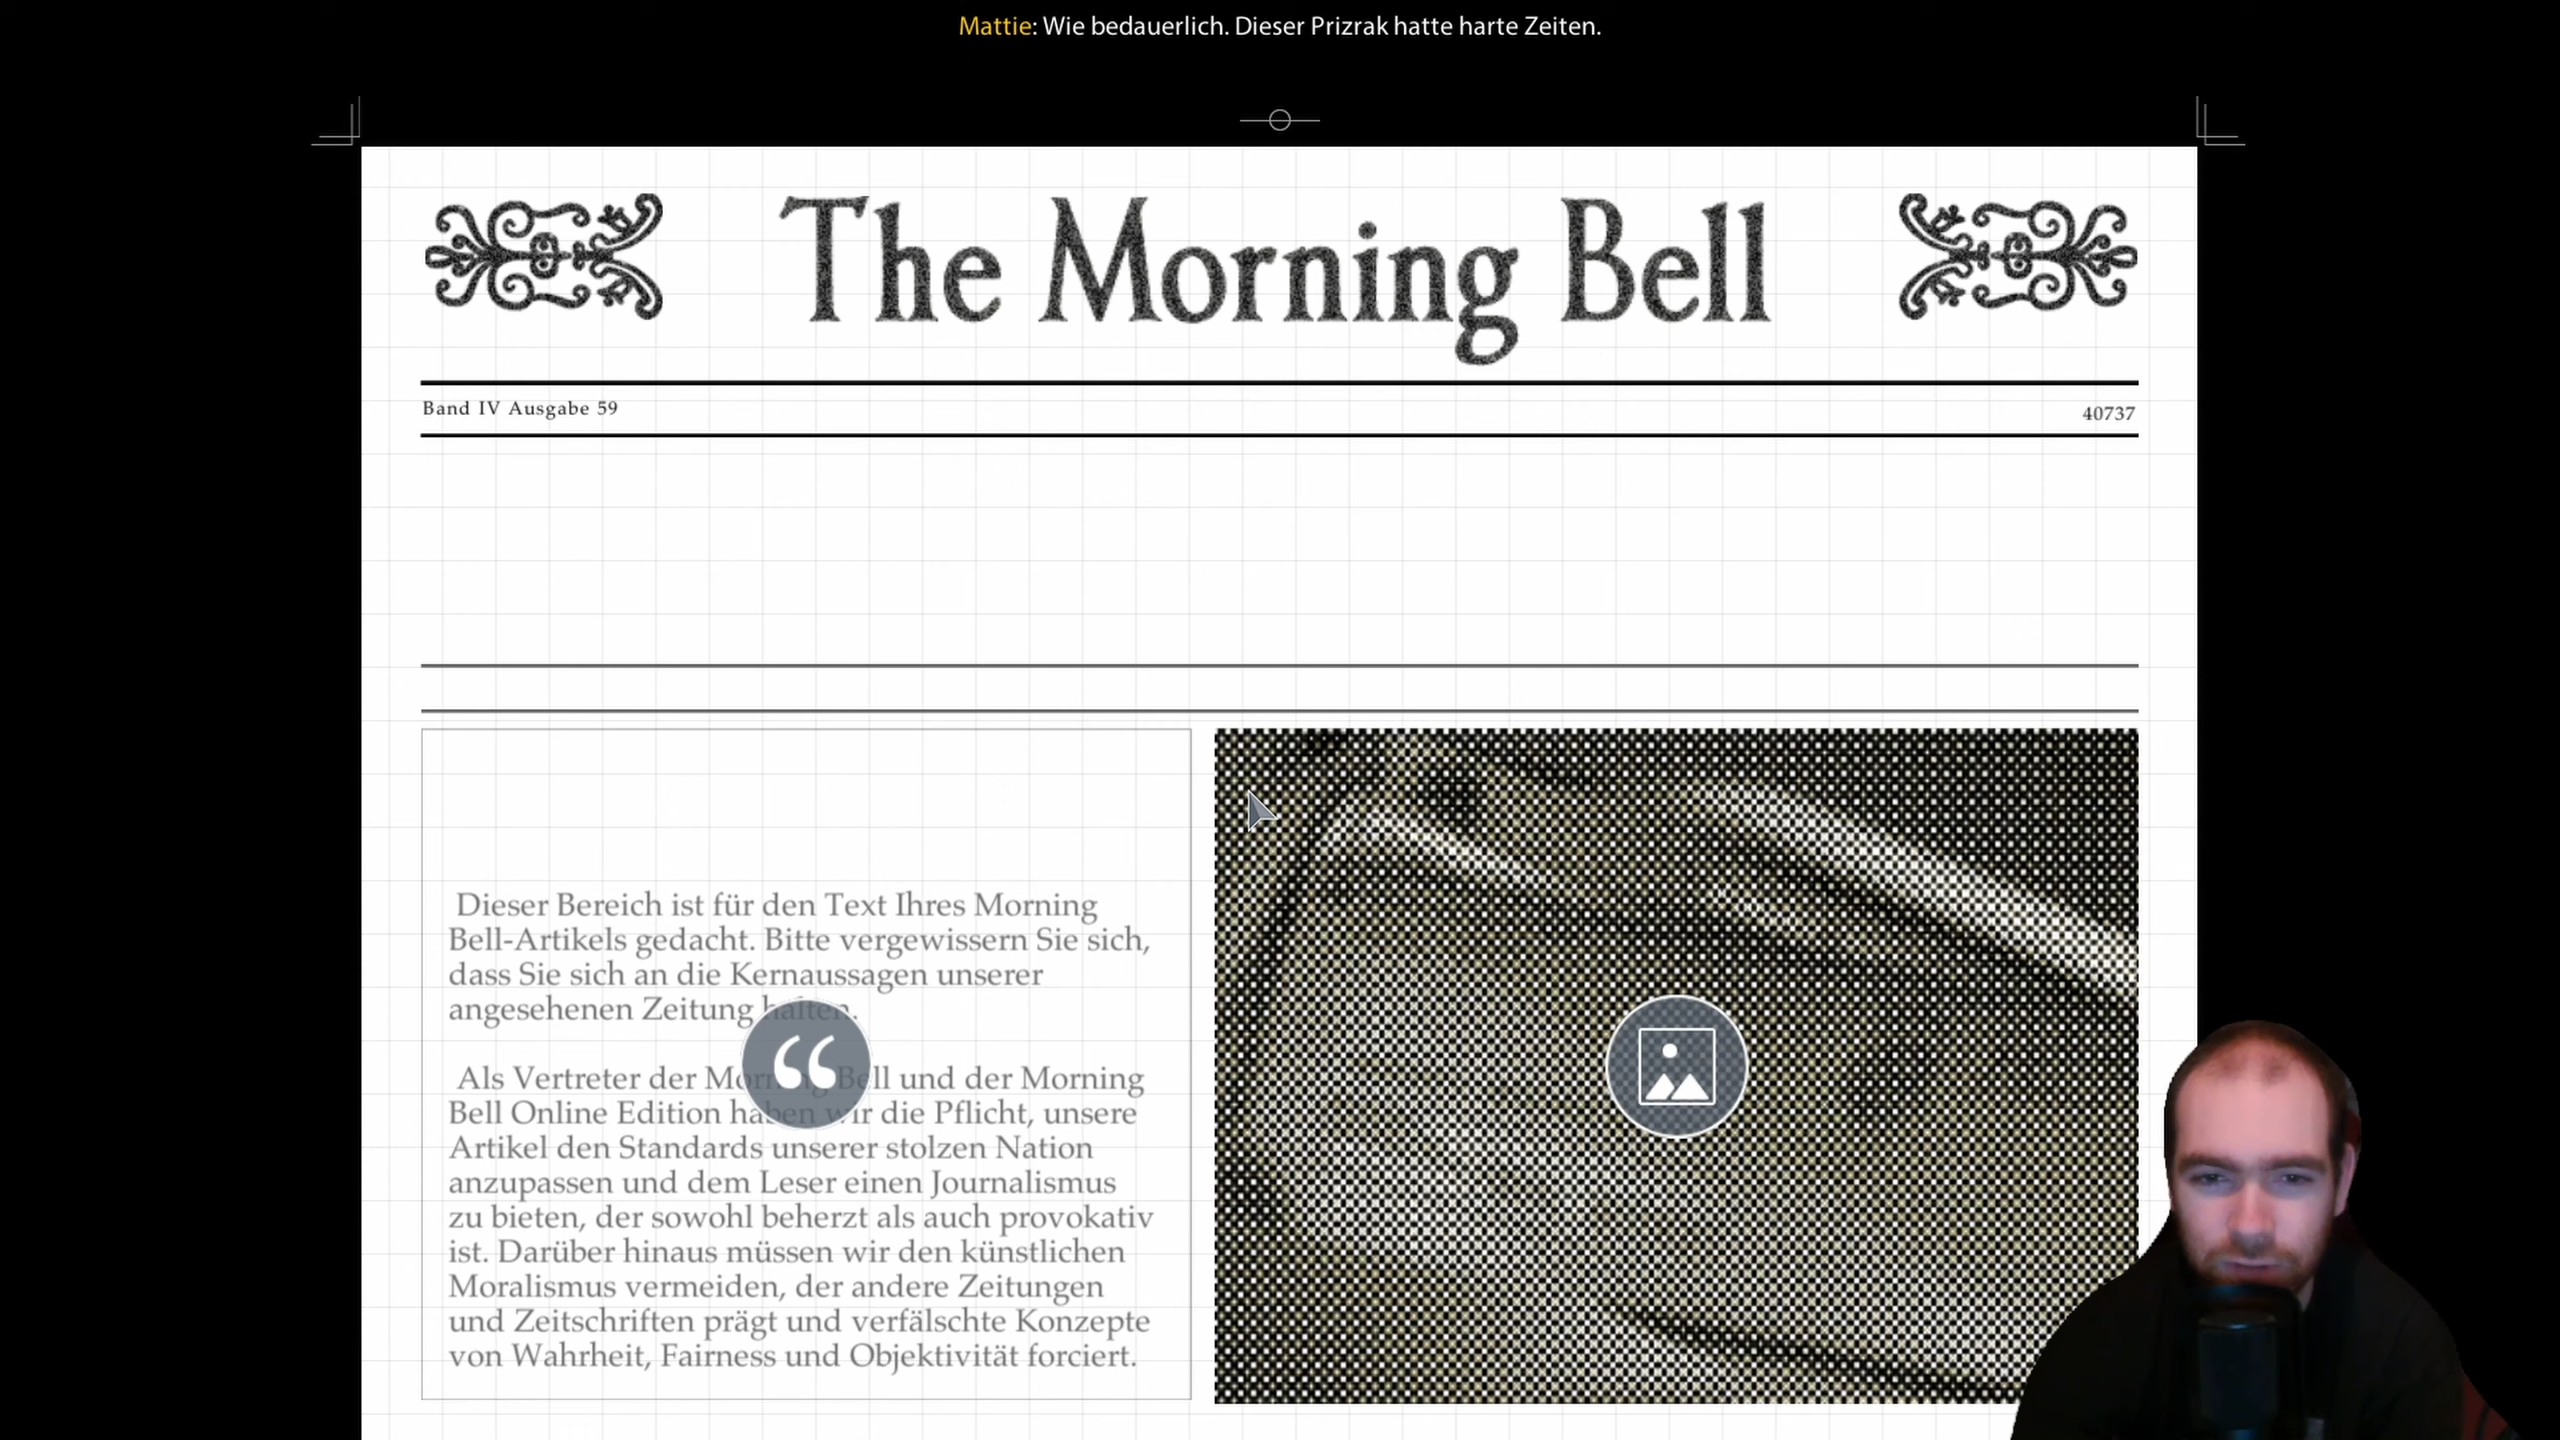 Mattie: Wie bedauerlich. Dieser Prizrak hatte harte Zeiten.
The Morning Bell
Band IV Ausgabe 59
40737
Dieser Bereich ist für den Text Ihres Morning
Bell-Artikels gedacht. Bitte vergewissern Sie sich,
dass Sie sich an die Kernaussagen unserer
angesehenen Zeitung halten.
Als Vertreter der Morning Bell und der Morning
Bell Online Edition haben wir die Pflicht, unsere
Artikel den Standards unserer stolzen Nation
anzupassen und dem Leser einen Journalismus
zu bieten, der sowohl beherzt als auch provokativ
ist. Darüber hinaus müssen wir den künstlichen
Moralismus vermeiden, der andere Zeitungen
und Zeitschriften prägt und verfälschte Konzepte
von Wahrheit, Fairness und Objektivität forciert.